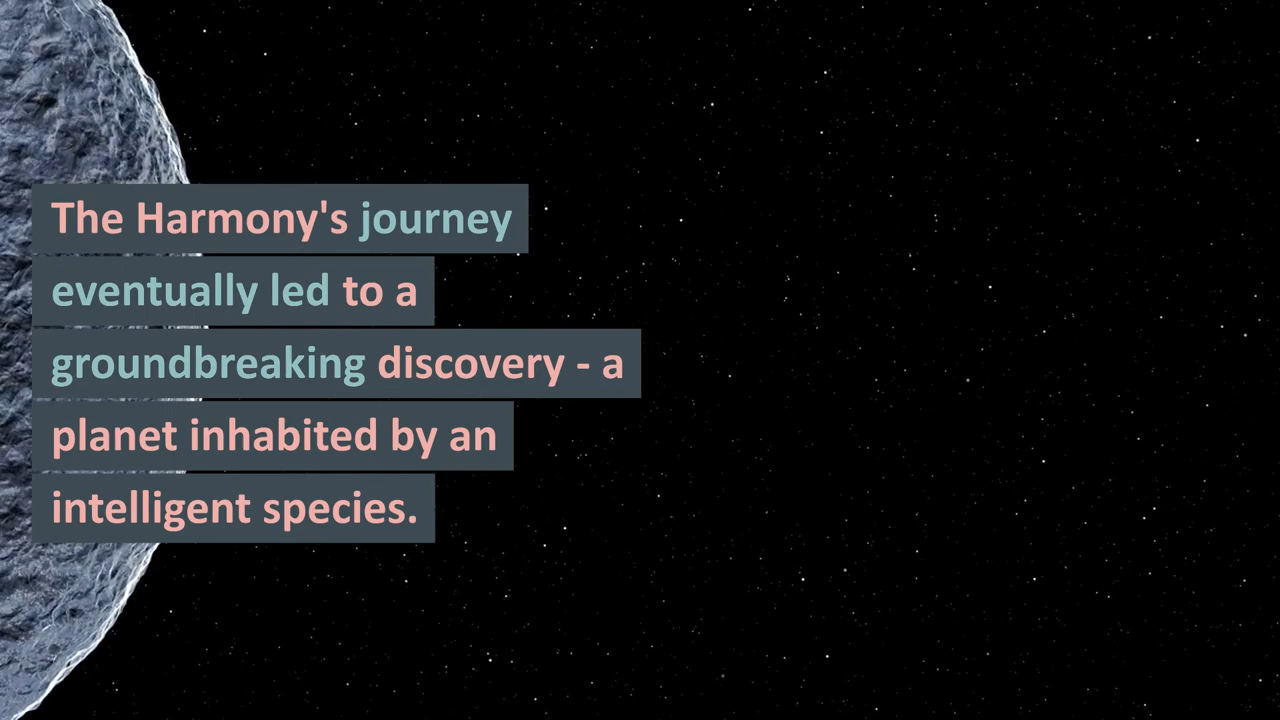 The Harmony's journey
eventually led to a
groundbreaking discovery - a
planet inhabited by an
intelligent species.